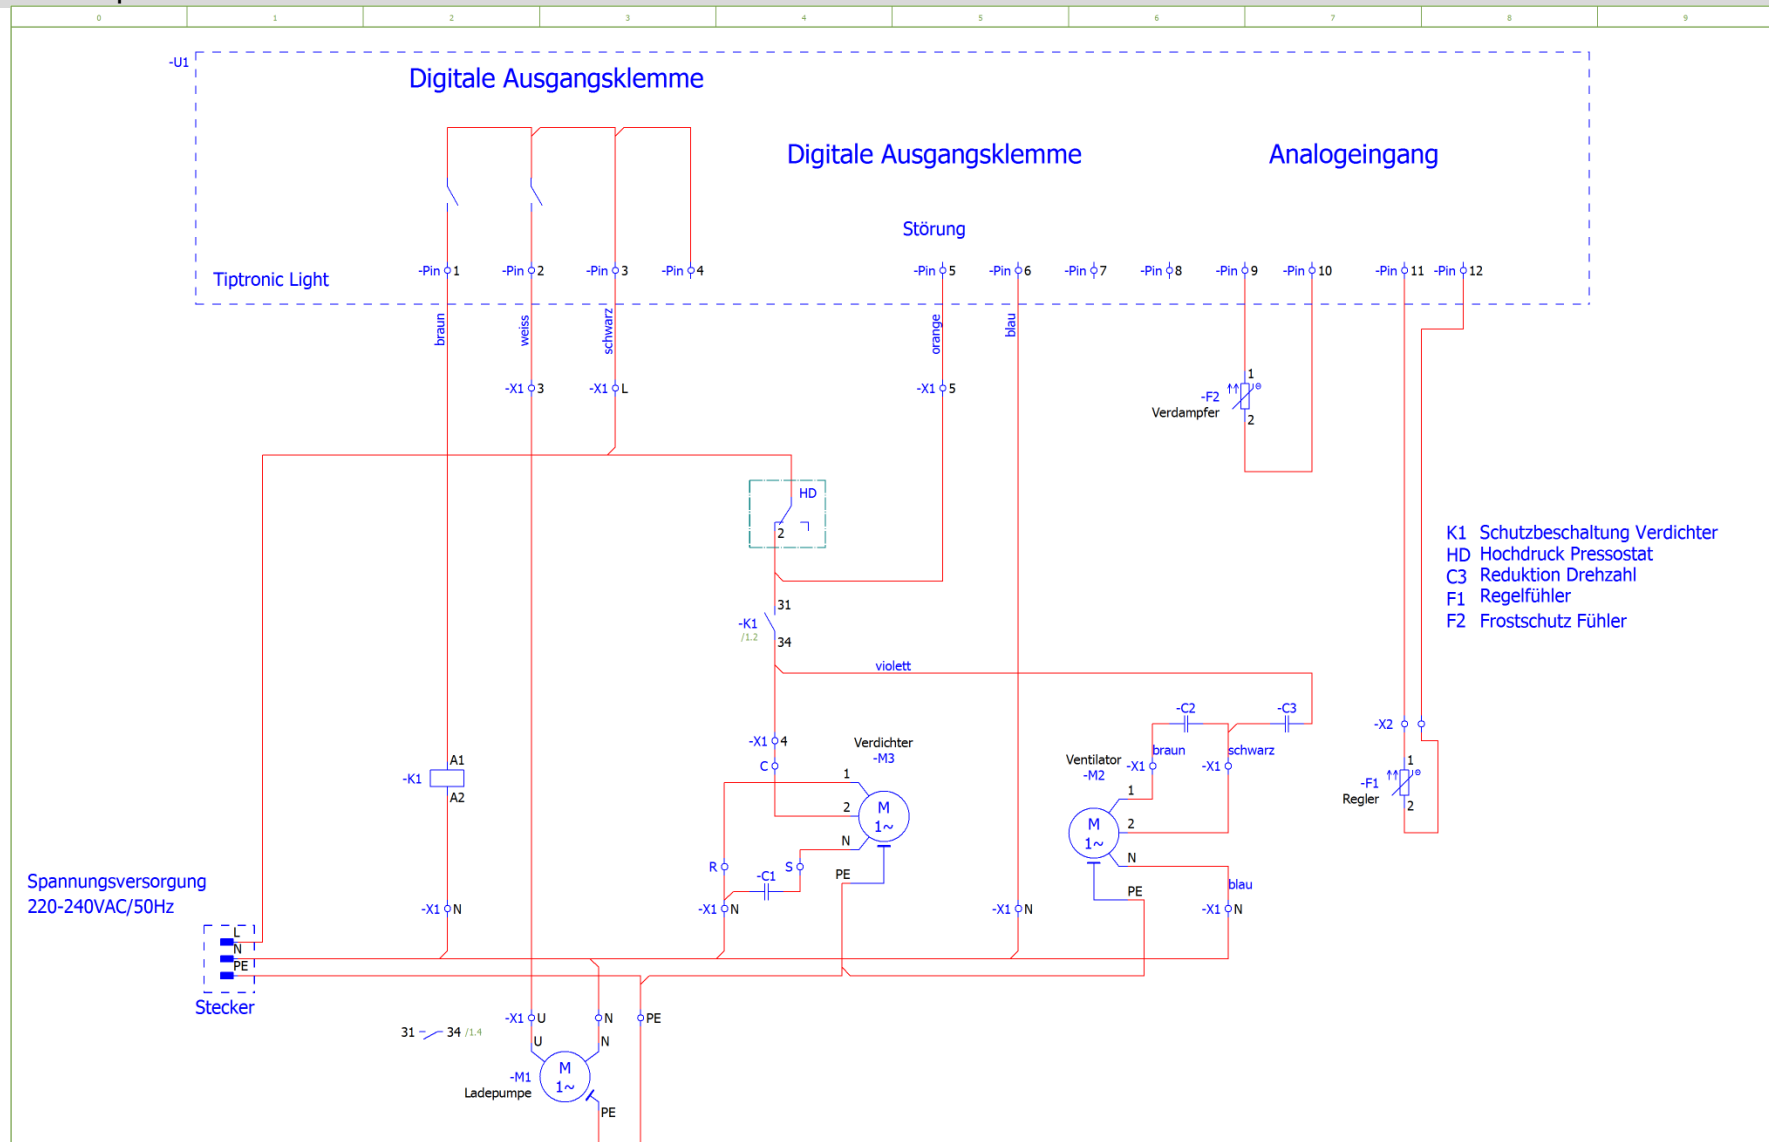 0 1 2 3 4 5 6 7 8 9
-U1
Digitale Ausgangsklemme
Digitale Ausgangsklemme
Analogeingang
Störung
Tiptronic Light
-Pin 1 -Pin 2 -Pin 3 -Pin 4 -Pin 5 -Pin 6 -Pin 7 -Pin 8 -Pin 9 -Pin 10 -Pin 11 -Pin 12
braun
weiss
schwarz
orange
blau
-X1 3
-X1 L
-X1 5
1
-F2
Verdampfer
2
HD
2
K1 Schutzbeschaltung Verdichter
HD Hochdruck Pressostat
C3 Reduktion Drehzahl
F1 Regelfühler
F2 Frostschutz Fühler
31
-K1
/1.2
34
violett
-C2
-C3
-X2
-X1 4
C
Verdichter
-M3
1
2
M
1~
N
PE
R
S
-C1
braun
schwarz
Ventilator
-M2
-X1
-X1
1
2
M
1~
N
PE
blau
1
-F1
Regler
2
A1
-K1
A2
Spannungsversorgung
220-240VAC/50Hz
-X1 N
-X1 N
-X1 N
-X1 N
L
N
PE
Stecker
31 34 /1.4
-X1 U
N
PE
U
N
M
1~
-M1
Ladepumpe
PE